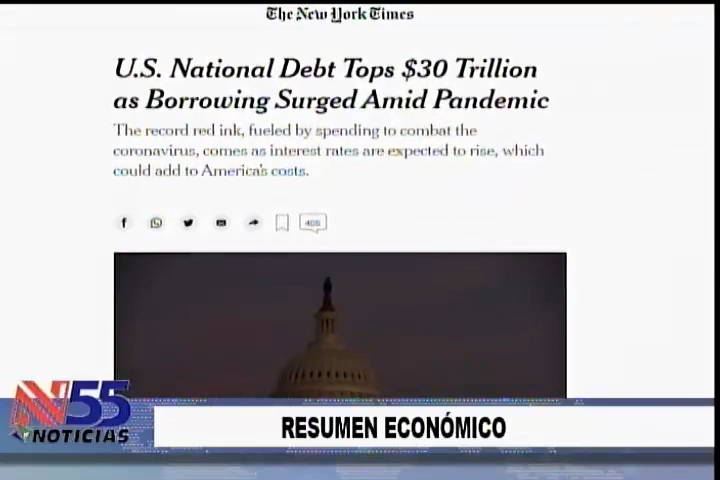 The New York Times
U.S. National Debt Tops $30 Trillion
as Borrowing Surged Amid Pandemic
The record red ink, fueled by spending to combat the
coronavirus, comes as interest rates are expected to rise, which
could add to America's costs.
405
N55
NOTICIAS
RESUMEN ECONÓMICO